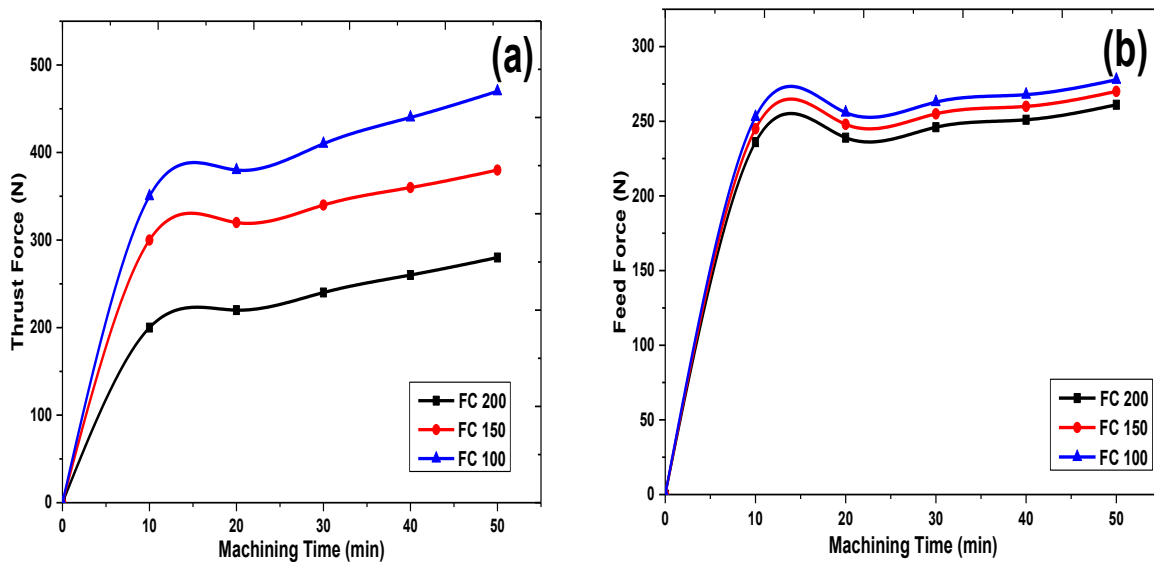 (a)
Thrust Force (N)
500
400
300
200
100
0
0 10 20 30 40 50
Machining Time (min)
FC 200
FC 150
FC 100
(b)
Feed Force (N)
300
250
200
150
100
50
0
0 10 20 30 40 50
Machining Time (min)
FC 200
FC 150
FC 100